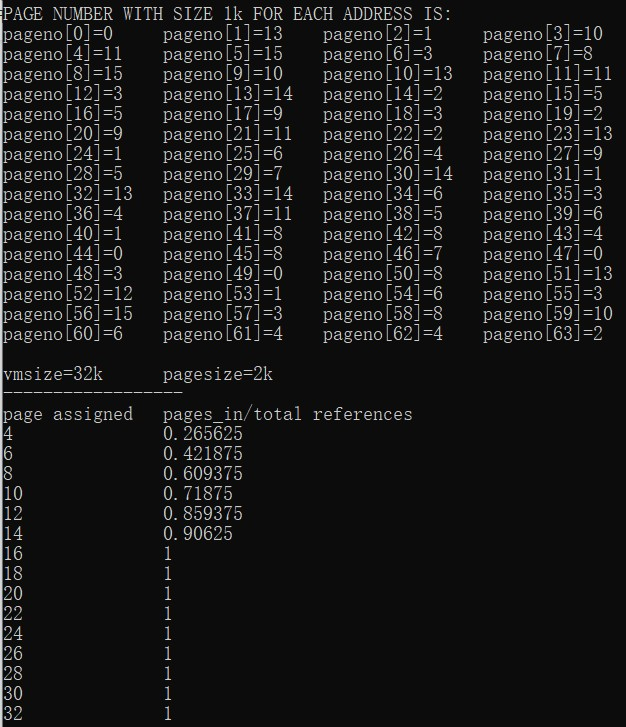 PAGE NUMBER WITH SIZE 1k FOR EACH ADDRESS IS:
pageno[0]=0 pageno[1]=13 pageno[2]=1 pageno[3]=10
pageno[4]=11 pageno[5]=15 pageno[6]=3 pageno[7]=8
pageno[8]=15 pageno[9]=10 pageno[10]=13 pageno[11]=11
pageno[12]=3 pageno[13]=14 pageno[14]=2 pageno[15]=5
pageno[16]=5 pageno[17]=9 pageno[18]=3 pageno[19]=2
pageno[20]=9 pageno[21]=11 pageno[22]=2 pageno[23]=13
pageno[24]=1 pageno[25]=6 pageno[26]=4 pageno[27]=9
pageno[28]=5 pageno[29]=7 pageno[30]=14 pageno[31]=1
pageno[32]=13 pageno[33]=14 pageno[34]=6 pageno[35]=3
pageno[36]=4 pageno[37]=11 pageno[38]=5 pageno[39]=6
pageno[40]=1 pageno[41]=8 pageno[42]=8 pageno[43]=4
pageno[44]=0 pageno[45]=8 pageno[46]=7 pageno[47]=0
pageno[48]=3 pageno[49]=0 pageno[50]=8 pageno[51]=13
pageno[52]=12 pageno[53]=1 pageno[54]=6 pageno[55]=3
pageno[56]=15 pageno[57]=3 pageno[58]=8 pageno[59]=10
pageno[60]=6 pageno[61]=4 pageno[62]=4 pageno[63]=2
vmsize=32k pagesize=2k
------------------
page assigned pages_in/total references
4 0.265625
6 0.421875
8 0.609375
10 0.71875
12 0.859375
14 0.90625
16 1
18 1
20 1
22 1
24 1
26 1
28 1
30 1
32 1